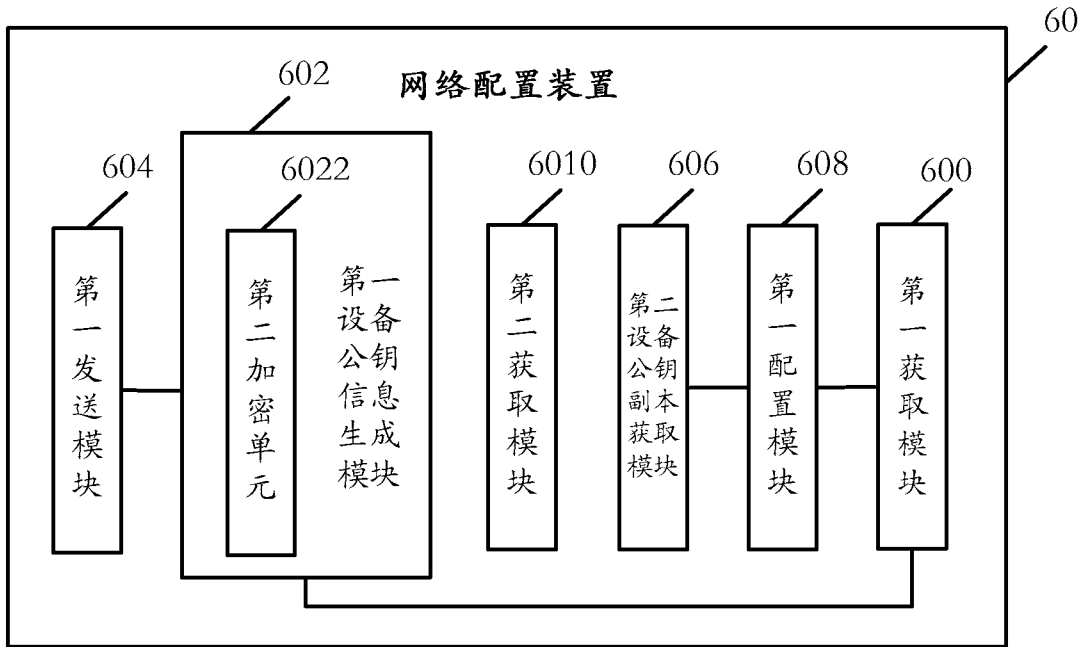 60
网络配置装置
602
604
6022
6010
606
608
600
第一发送模块
第二加密单元
第一
设备
公钥
信息
生成
模块
第二获取模块
第二
设备
公钥
副本
获取
模块
第一配置模块
第一获取模块